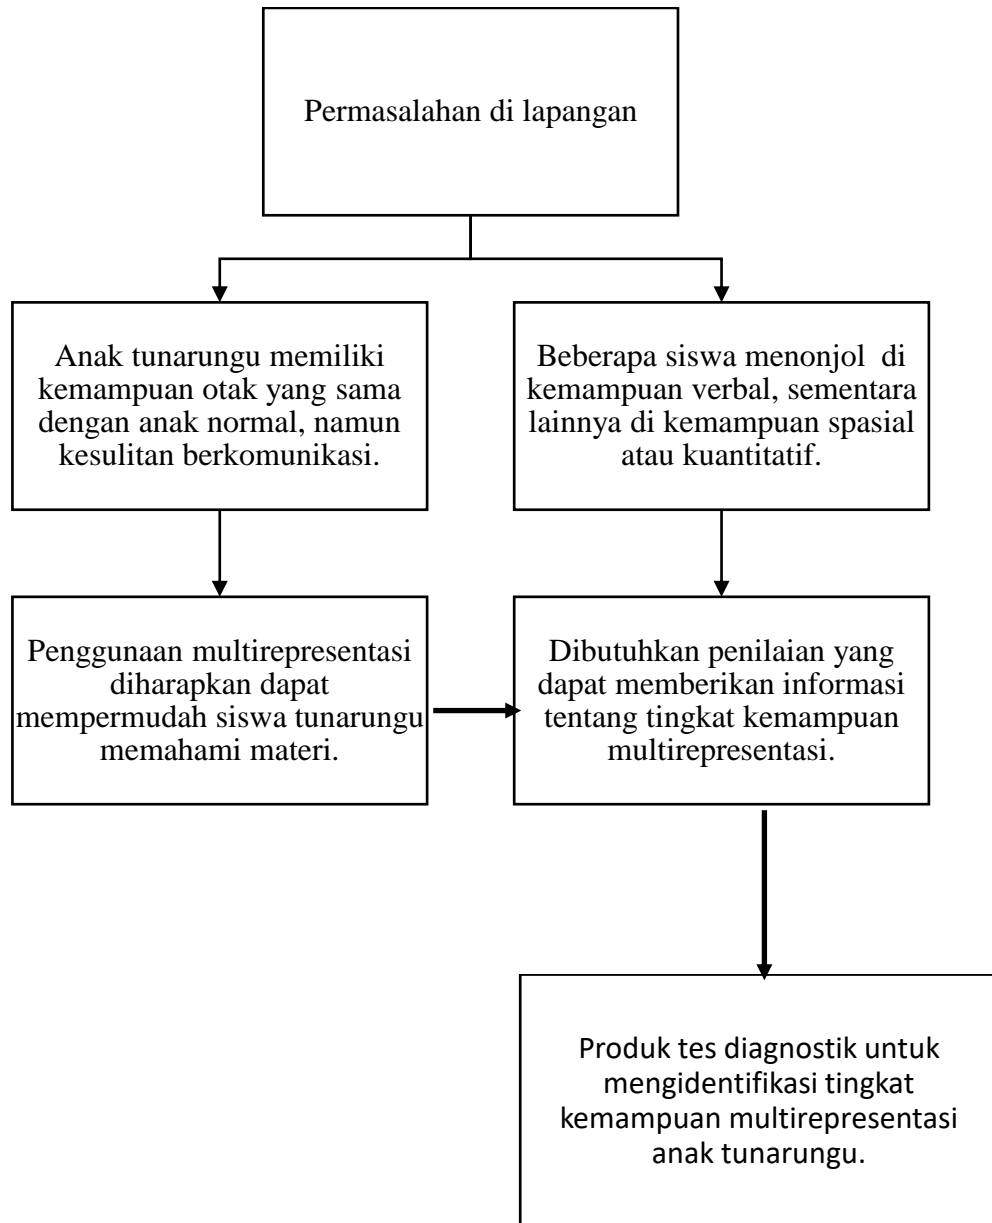 Permasalahan di lapangan
Anak tunarungu memiliki
kemampuan otak yang sama
dengan anak normal, namun
kesulitan berkomunikasi.
Beberapa siswa menonjol  di
kemampuan verbal, sementara
lainnya di kemampuan spasial
atau kuantitatif.
Penggunaan multirepresentasi
diharapkan dapat
mempermudah siswa tunarungu
memahami materi.
Dibutuhkan penilaian yang
dapat memberikan informasi
tentang tingkat kemampuan
multirepresentasi.
Produk tes diagnostik untuk
mengidentifikasi tingkat
kemampuan multirepresentasi
anak tunarungu.